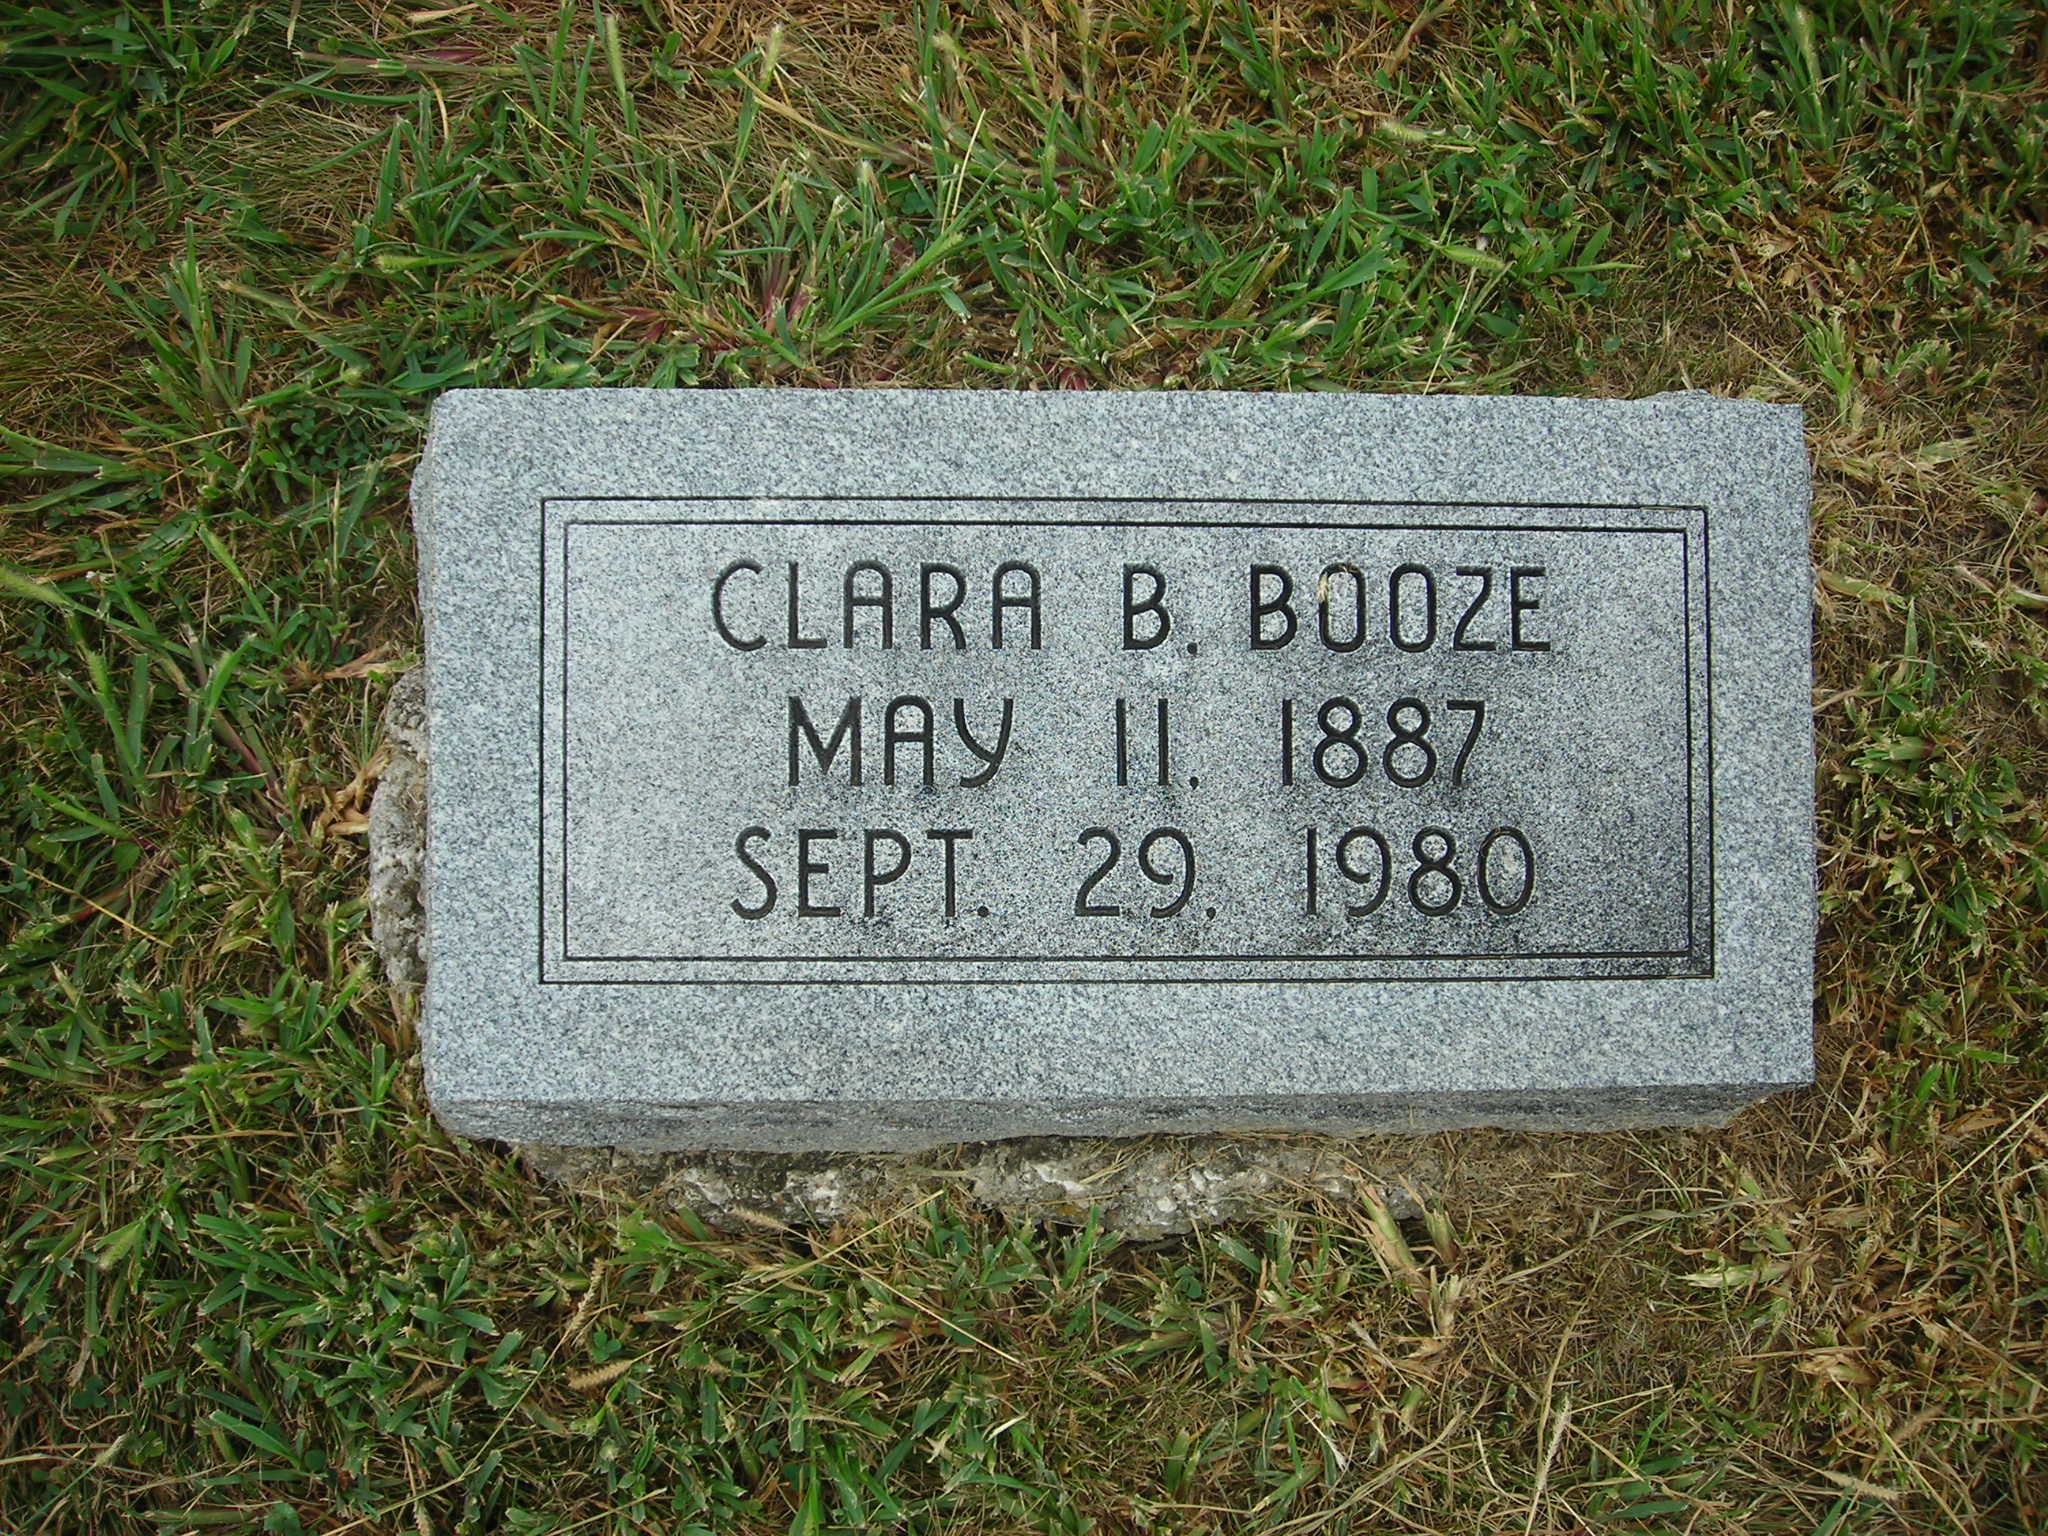 CLARA B. BOOZE
MAY 11. 1887
SEPT. 29. 1980